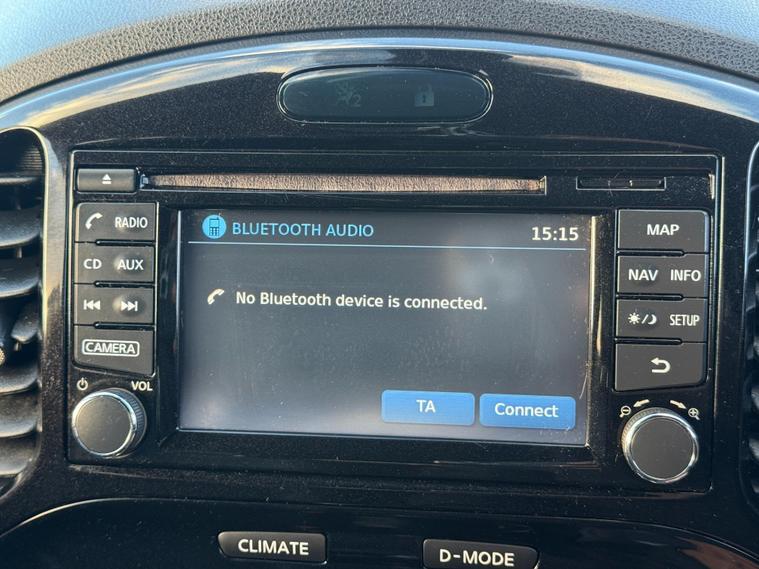 2
BLUETOOTH AUDIO
15:15
No Bluetooth device is connected.
TA
Connect
RADIO
CD AUX
CAMERA
VOL
MAP
NAV INFO
SETUP
CLIMATE
D-MODE